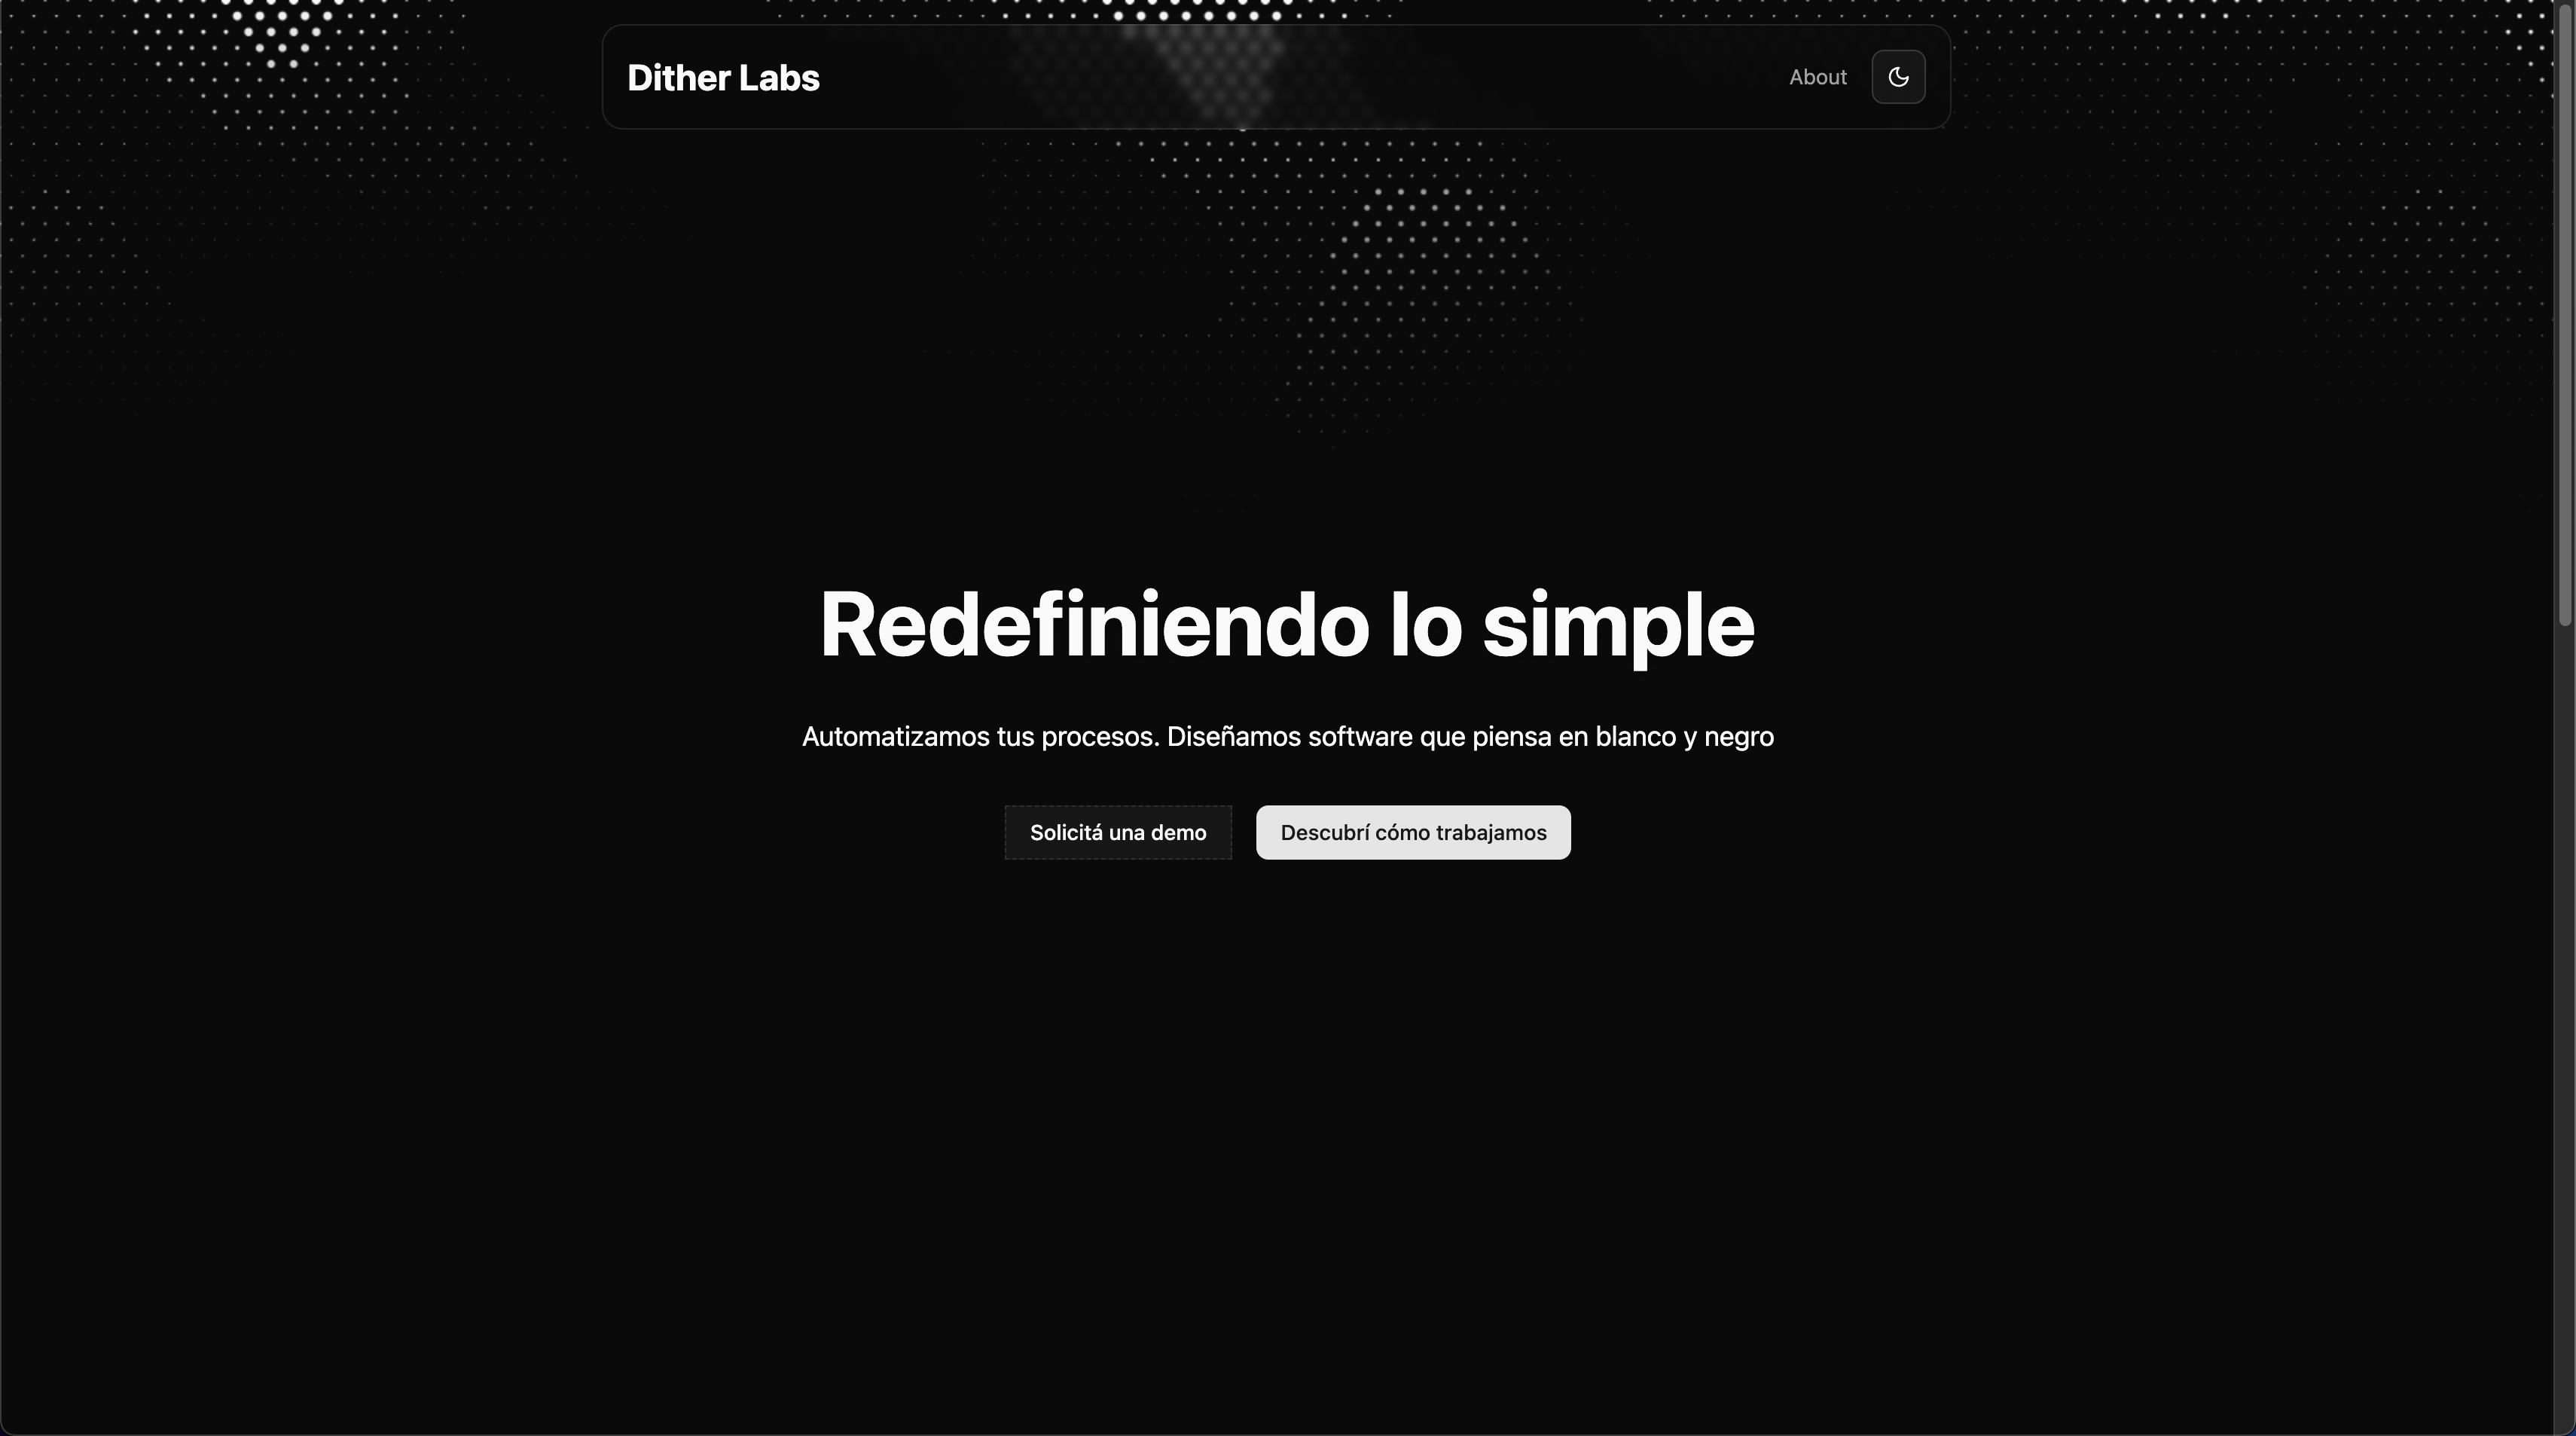 Dither Labs
About
Redefiniendo lo simple
Automatizamos tus procesos. Diseñamos software que piensa en blanco y negro
Solicitá una demo
Descubrí cómo trabajamos